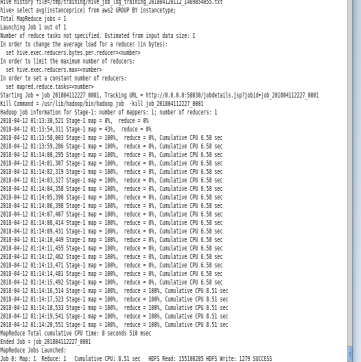 hive> select avg(instanceprice) from aws2 GROUP BY instancetype;
Total MapReduce jobs = 1
Launching Job 1 out of 1
Number of reduce tasks not specified. Estimated from input data size: 1
In order to change the average load for a reducer (in bytes):
set hive.exec.reducers.bytes.per.reducer=<number>
In order to limit the maximum number of reducers:
set hive.exec.reducers.max=<number>
In order to set a constant number of reducers:
set mapred.reduce.tasks=<number>
Starting Job = job_201804112227_0001, Tracking URL = http://0.0.0.0:50030/jobdetails.jsp?jobid=job_201804112227_0001
Kill Command = /usr/lib/hadoop/bin/hadoop job -kill job_201804112227_0001
Hadoop job information for Stage-1: number of mappers: 1; number of reducers: 1
2018-04-12 01:13:38,521 Stage-1 map = 0%, reduce = 0%
2018-04-12 01:13:54,311 Stage-1 map = 43%, reduce = 0%
2018-04-12 01:13:58,083 Stage-1 map = 100%, reduce = 0%, Cumulative CPU 6.58 sec
2018-04-12 01:13:59,286 Stage-1 map = 100%, reduce = 0%, Cumulative CPU 6.58 sec
2018-04-12 01:14:00,295 Stage-1 map = 100%, reduce = 0%, Cumulative CPU 6.58 sec
2018-04-12 01:14:01,307 Stage-1 map = 100%, reduce = 0%, Cumulative CPU 6.58 sec
2018-04-12 01:14:02,319 Stage-1 map = 100%, reduce = 0%, Cumulative CPU 6.58 sec
2018-04-12 01:14:03,327 Stage-1 map = 100%, reduce = 0%, Cumulative CPU 6.58 sec
2018-04-12 01:14:04,358 Stage-1 map = 100%, reduce = 0%, Cumulative CPU 6.58 sec
2018-04-12 01:14:05,390 Stage-1 map = 100%, reduce = 0%, Cumulative CPU 6.58 sec
2018-04-12 01:14:06,398 Stage-1 map = 100%, reduce = 0%, Cumulative CPU 6.58 sec
2018-04-12 01:14:07,407 Stage-1 map = 100%, reduce = 0%, Cumulative CPU 6.58 sec
2018-04-12 01:14:08,414 Stage-1 map = 100%, reduce = 0%, Cumulative CPU 6.58 sec
2018-04-12 01:14:09,431 Stage-1 map = 100%, reduce = 0%, Cumulative CPU 6.58 sec
2018-04-12 01:14:10,449 Stage-1 map = 100%, reduce = 0%, Cumulative CPU 6.58 sec
2018-04-12 01:14:11,455 Stage-1 map = 100%, reduce = 0%, Cumulative CPU 6.58 sec
2018-04-12 01:14:12,462 Stage-1 map = 100%, reduce = 0%, Cumulative CPU 6.58 sec
2018-04-12 01:14:13,471 Stage-1 map = 100%, reduce = 0%, Cumulative CPU 6.58 sec
2018-04-12 01:14:14,481 Stage-1 map = 100%, reduce = 0%, Cumulative CPU 6.58 sec
2018-04-12 01:14:15,492 Stage-1 map = 100%, reduce = 0%, Cumulative CPU 6.58 sec
2018-04-12 01:14:16,514 Stage-1 map = 100%, reduce = 100%, Cumulative CPU 8.51 sec
2018-04-12 01:14:17,523 Stage-1 map = 100%, reduce = 100%, Cumulative CPU 8.51 sec
2018-04-12 01:14:18,533 Stage-1 map = 100%, reduce = 100%, Cumulative CPU 8.51 sec
2018-04-12 01:14:19,541 Stage-1 map = 100%, reduce = 100%, Cumulative CPU 8.51 sec
2018-04-12 01:14:20,551 Stage-1 map = 100%, reduce = 100%, Cumulative CPU 8.51 sec
MapReduce Total cumulative CPU time: 8 seconds 510 msec
Ended Job = job_201804112227_0001
MapReduce Jobs Launched:
Job 0: Map: 1 Reduce: 1 Cumulative CPU: 8.51 sec HDFS Read: 155180285 HDFS Write: 1279 SUCCESS